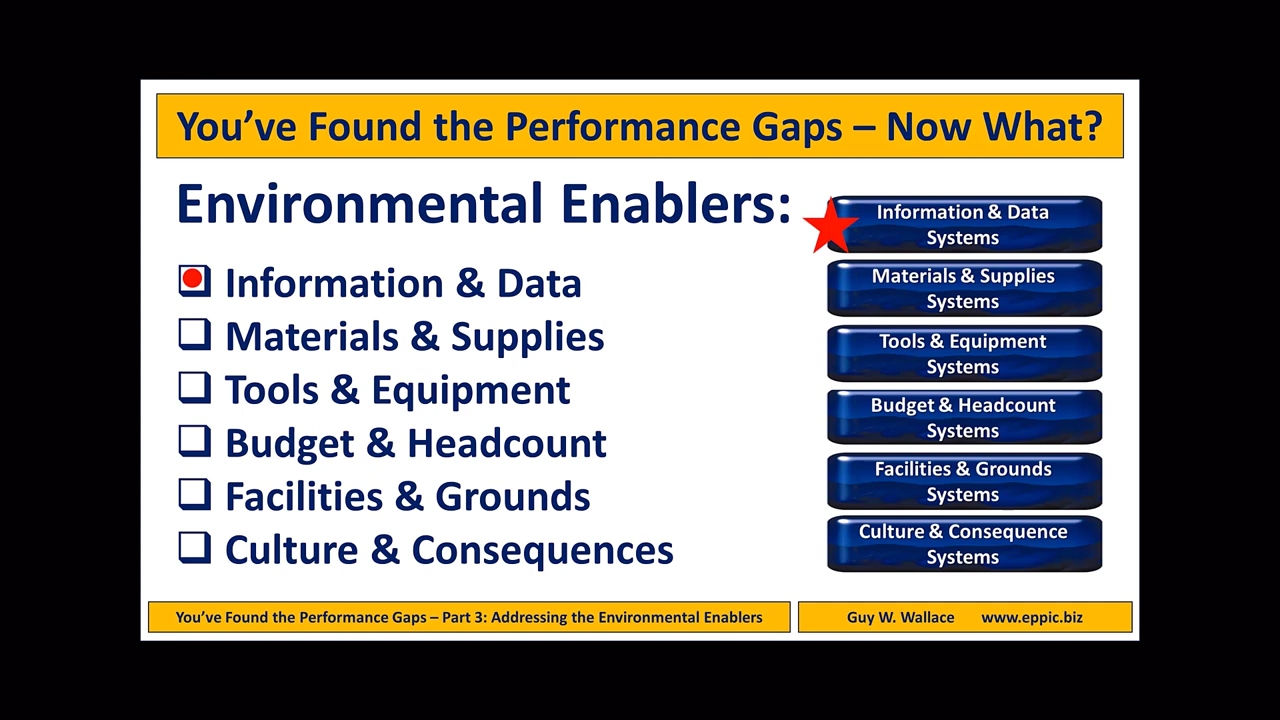 You've Found the Performance Gaps – Now What?
Environmental Enablers:
Information & Data
Materials & Supplies
Tools & Equipment
Budget & Headcount
Facilities & Grounds
Culture & Consequences
Information & Data
Systems
Materials & Supplies
Systems
Tools & Equipment
Systems
Budget & Headcount
Systems
Facilities & Grounds
Systems
Culture & Consequence
Systems
You've Found the Performance Gaps – Part 3: Addressing the Environmental Enablers
Guy W. Wallace www.eppic.biz